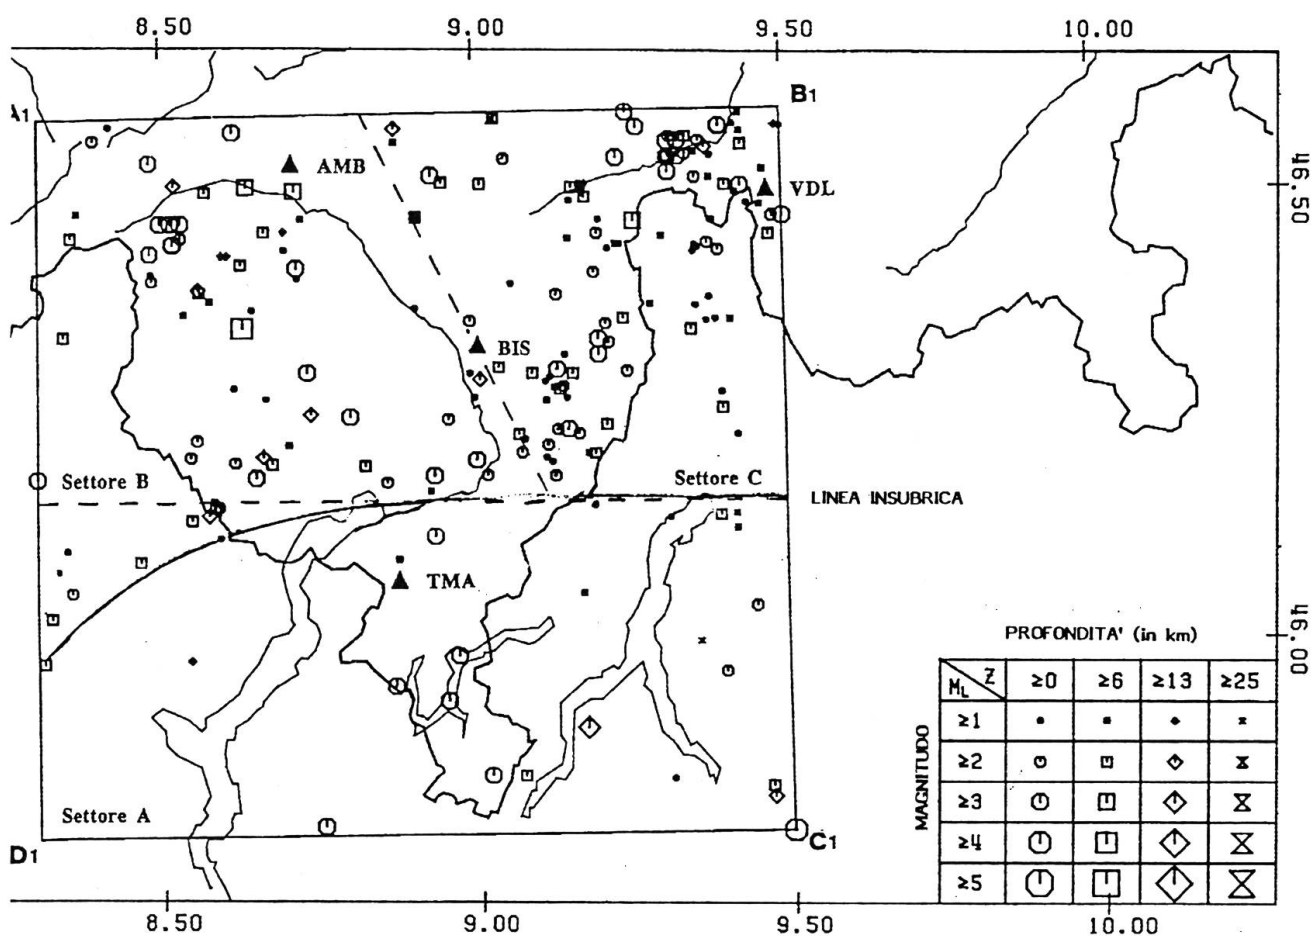 8.50 9.00 9.50 10.00
A1 B1
AMB
VDL
46.50
BIS
Settore B Settore C
LINEA INSUBRICA
TMA
46.00
PROFONDITA' (in km)
ML Z ≥0 ≥6 ≥13 ≥25
≥1
≥2
≥3
≥4
≥5
MAGNITUDO
Settore A
D1 C1
8.50 9.00 9.50 10.00